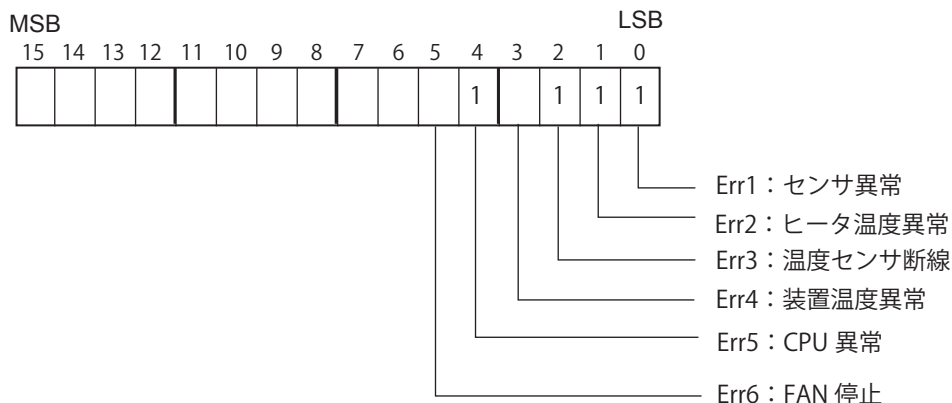 MSB LSB
15 14 13 12 11 10 9 8 7 6 5 4 3 2 1 0
1 1 1 1
Err1：センサ異常
Err2：ヒータ温度異常
Err3：温度センサ断線
Err4：装置温度異常
Err5：CPU 異常
Err6：FAN 停止